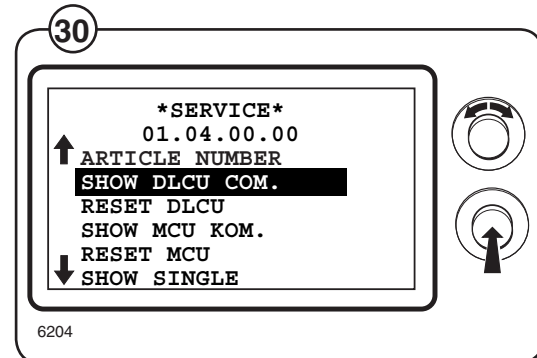 30
*SERVICE*
01.04.00.00
ARTICLE NUMBER
SHOW DLCU COM.
RESET DLCU
SHOW MCU KOM.
RESET MCU
SHOW SINGLE
6204